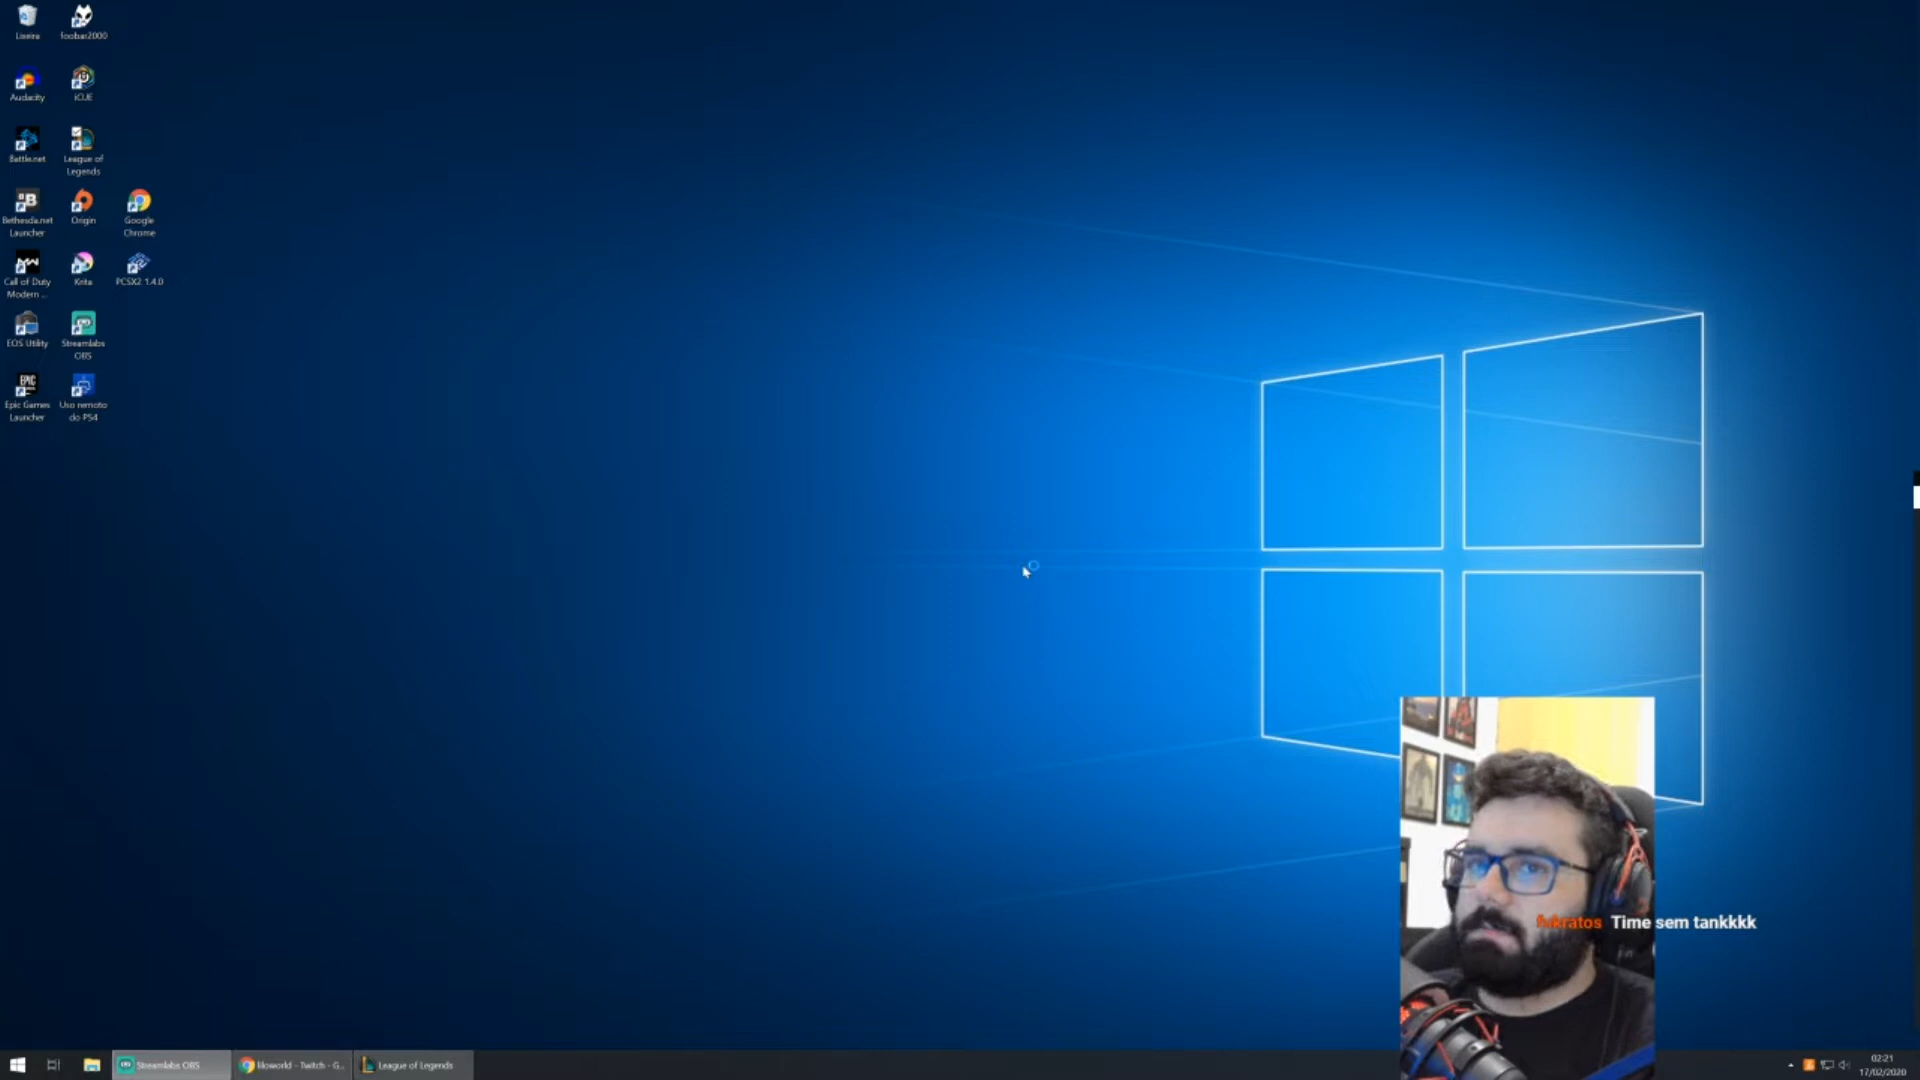 Lixeira
foobar2000
Audacity
iCUE
Battle.net
League of
Legends
Bethesda.net
Launcher
Origin
Google
Chrome
Call of Duty
Modern ...
Krita
PCSX2 1.4.0
EOS Utility
Streamlabs
OBS
Epic Games
Launcher
Uso remoto
do PS4
fukratos Time sem tankkkk
Streamlabs OBS
- Twitch - G...
League of Legends
02:21
17/02/2020